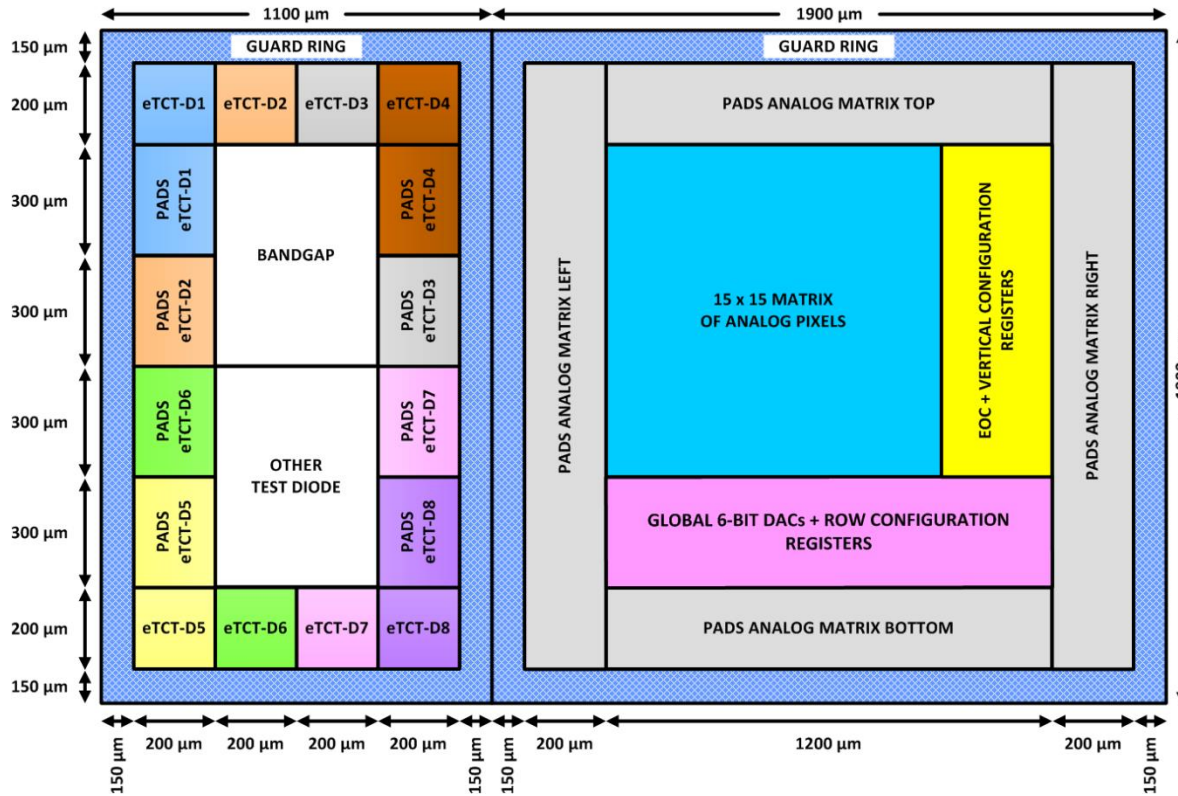 1100 µm
1900 µm
150 µm
GUARD RING
GUARD RING
200 µm
eTCT-D1
eTCT-D2
eTCT-D3
eTCT-D4
PADS ANALOG MATRIX TOP
300 µm
PADS
eTCT-D1
BANDGAP
PADS
eTCT-D4
300 µm
PADS
eTCT-D2
PADS
eTCT-D3
PADS ANALOG MATRIX LEFT
15 x 15 MATRIX
OF ANALOG PIXELS
EOC + VERTICAL CONFIGURATION
REGISTERS
PADS ANALOG MATRIX RIGHT
300 µm
PADS
eTCT-D6
OTHER
TEST DIODE
PADS
eTCT-D7
300 µm
PADS
eTCT-D5
PADS
eTCT-D8
GLOBAL 6-BIT DACs + ROW CONFIGURATION
REGISTERS
200 µm
eTCT-D5
eTCT-D6
eTCT-D7
eTCT-D8
PADS ANALOG MATRIX BOTTOM
150 µm
150 µm
200 µm
200 µm
200 µm
200 µm
150 µm
150 µm
200 µm
1200 µm
200 µm
150 µm